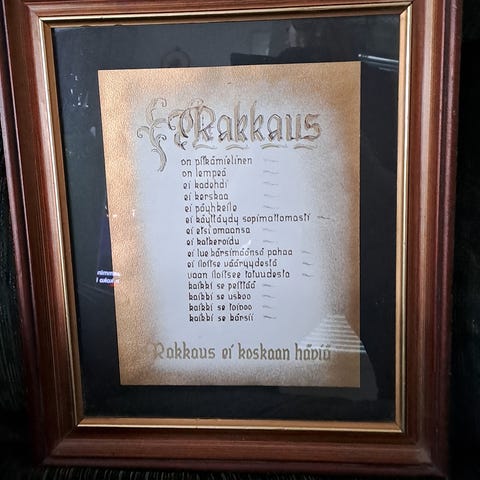 Rakkaus
on pitkämielinen
on lempeä
ei kadehdi
ei kerskaa
ei pöyhkeile
ei käyttäydy sopimattomasti
ei etsi omaansa
ei katkeroidu
ei lue kärsimäänsä pahaa
ei iloitse vääryydestä
vaan iloitsee totuudesta
kaikki se peittää
kaikki se uskoo
kaikki se toivoo
kaikki se kärsii
Rakkaus ei koskaan häviä